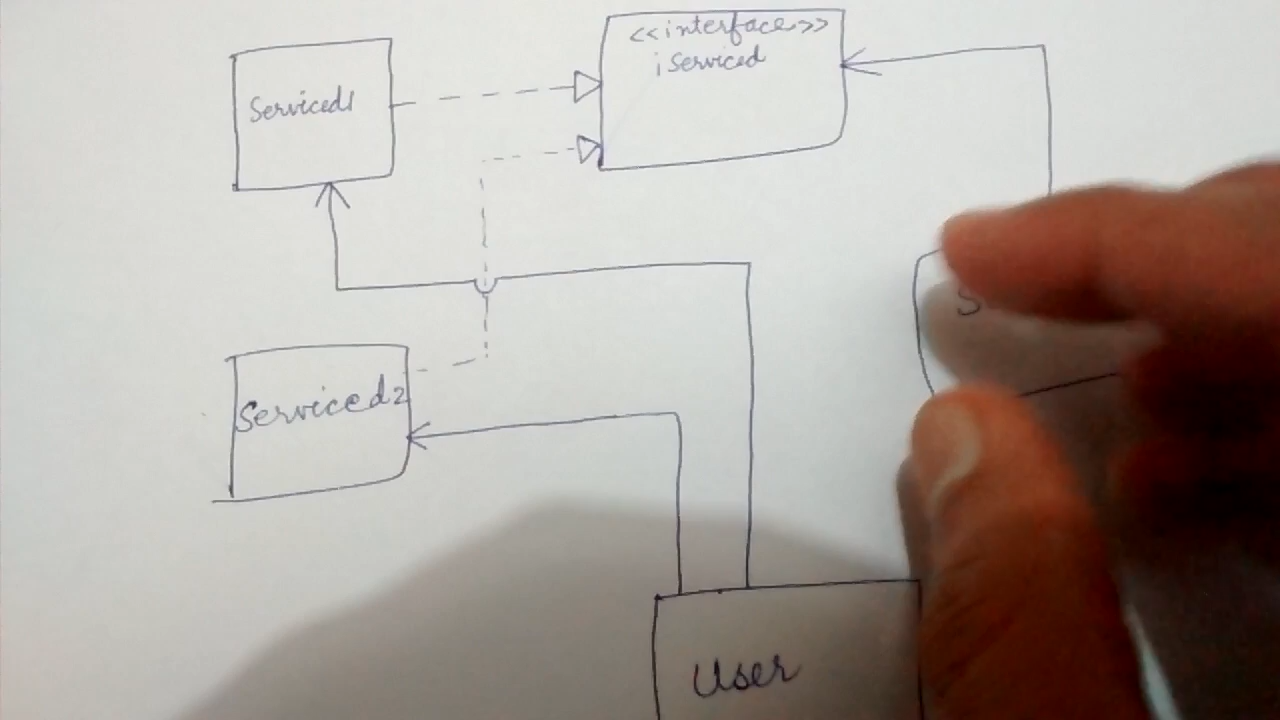 <<interface>>
iServiced
Serviced1
Serviced2
User